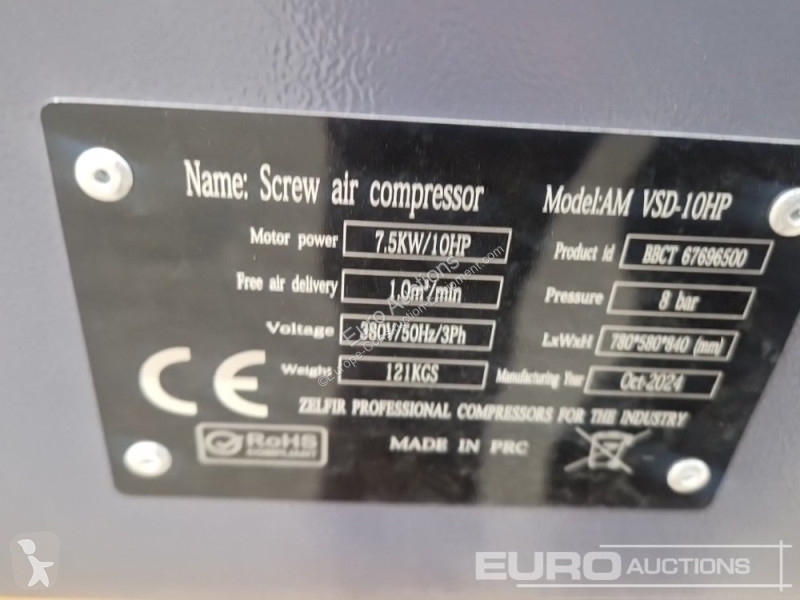 Name: Screw air compressor
Model:AM VSD-10HP
Motor power 7.5KW/10HP
Product id BBCT 67696500
Free air delivery 1.0m³/min
Pressure 8 bar
Voltage 380V/50Hz/3Ph
LxWxH 780*580*840 (mm)
Weight 121KGS
Manufacturing Year Oct-2024
CE
ZELFIR PROFESSIONAL COMPRESSORS FOR THE INDUSTRY
RoHS
COMPLIANT
MADE IN PRC
Euro Auctions
EURO AUCTIONS